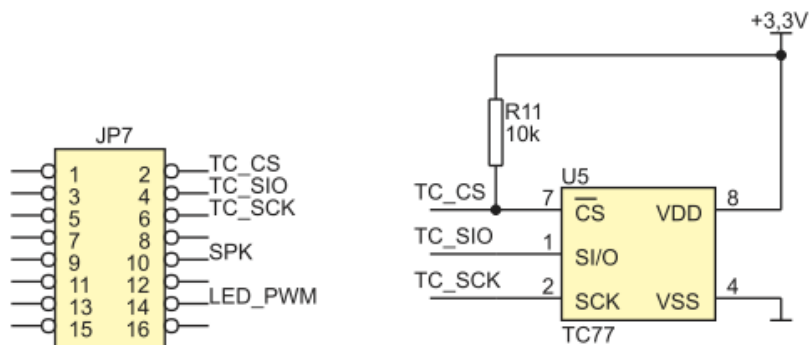 +3,3V
R11
10k
JP7
1 2 TC_CS
3 4 TC_SIO
5 6 TC_SCK
7 8
9 10 SPK
11 12
13 14 LED_PWM
15 16
U5
TC_CS 7 CS VDD 8
TC_SIO 1 SI/O
TC_SCK 2 SCK VSS 4
TC77